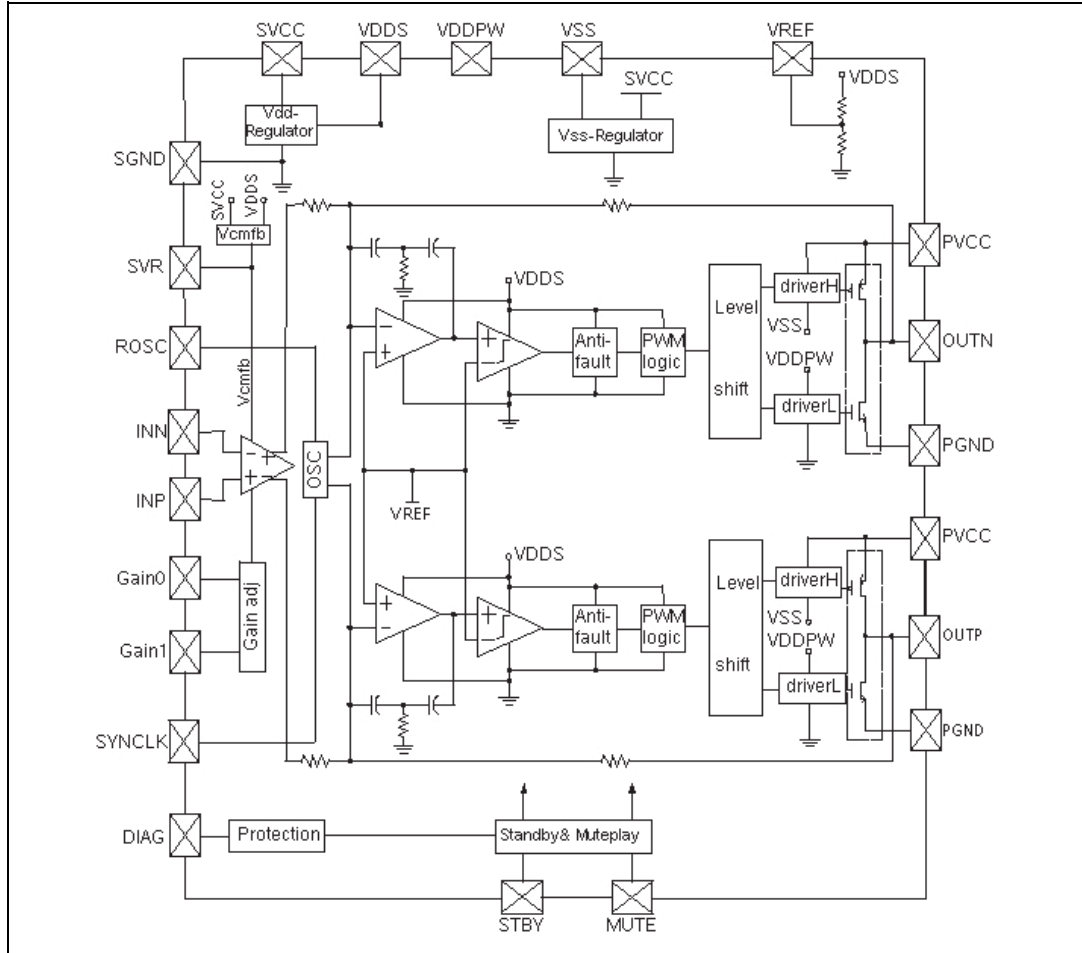 SVCC VDDS VDDPW VSS VREF
SVCC
VDDS
Vdd-
Regulator
Vss-Regulator
SGND
SVCC
VDDS
Vcmfb
SVR
PVCC
VDDS
driverH
Level
shift
VSS
ROSC
Anti-
fault
PWM
logic
OUTN
Vcmfb
VDDPW
driverL
INN
PGND
OSC
INP
VREF
PVCC
VDDS
Gain0
Level
shift
driverH
Gain adj
Anti-
fault
PWM
logic
VSS
VDDPW
OUTP
Gain1
driverL
SYNCLK
PGND
DIAG
Protection
Standby& Muteplay
STBY
MUTE